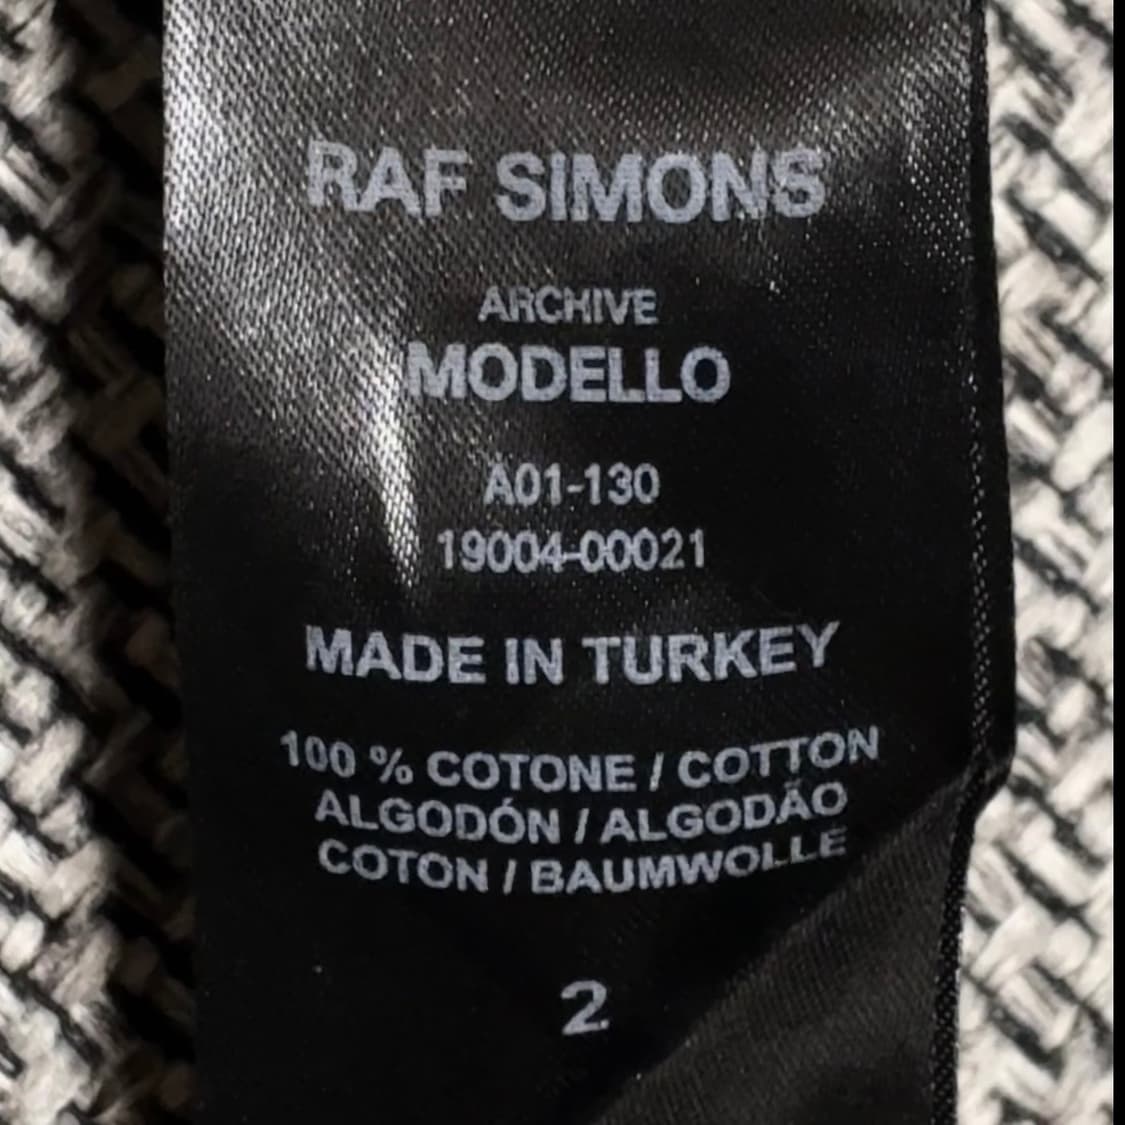 RAF SIMONS
ARCHIVE
MODELLO
A01-130
19004-00021
MADE IN TURKEY
100 % COTONE / COTTON
ALGODÓN / ALGODÃO
COTON / BAUMWOLLE
2